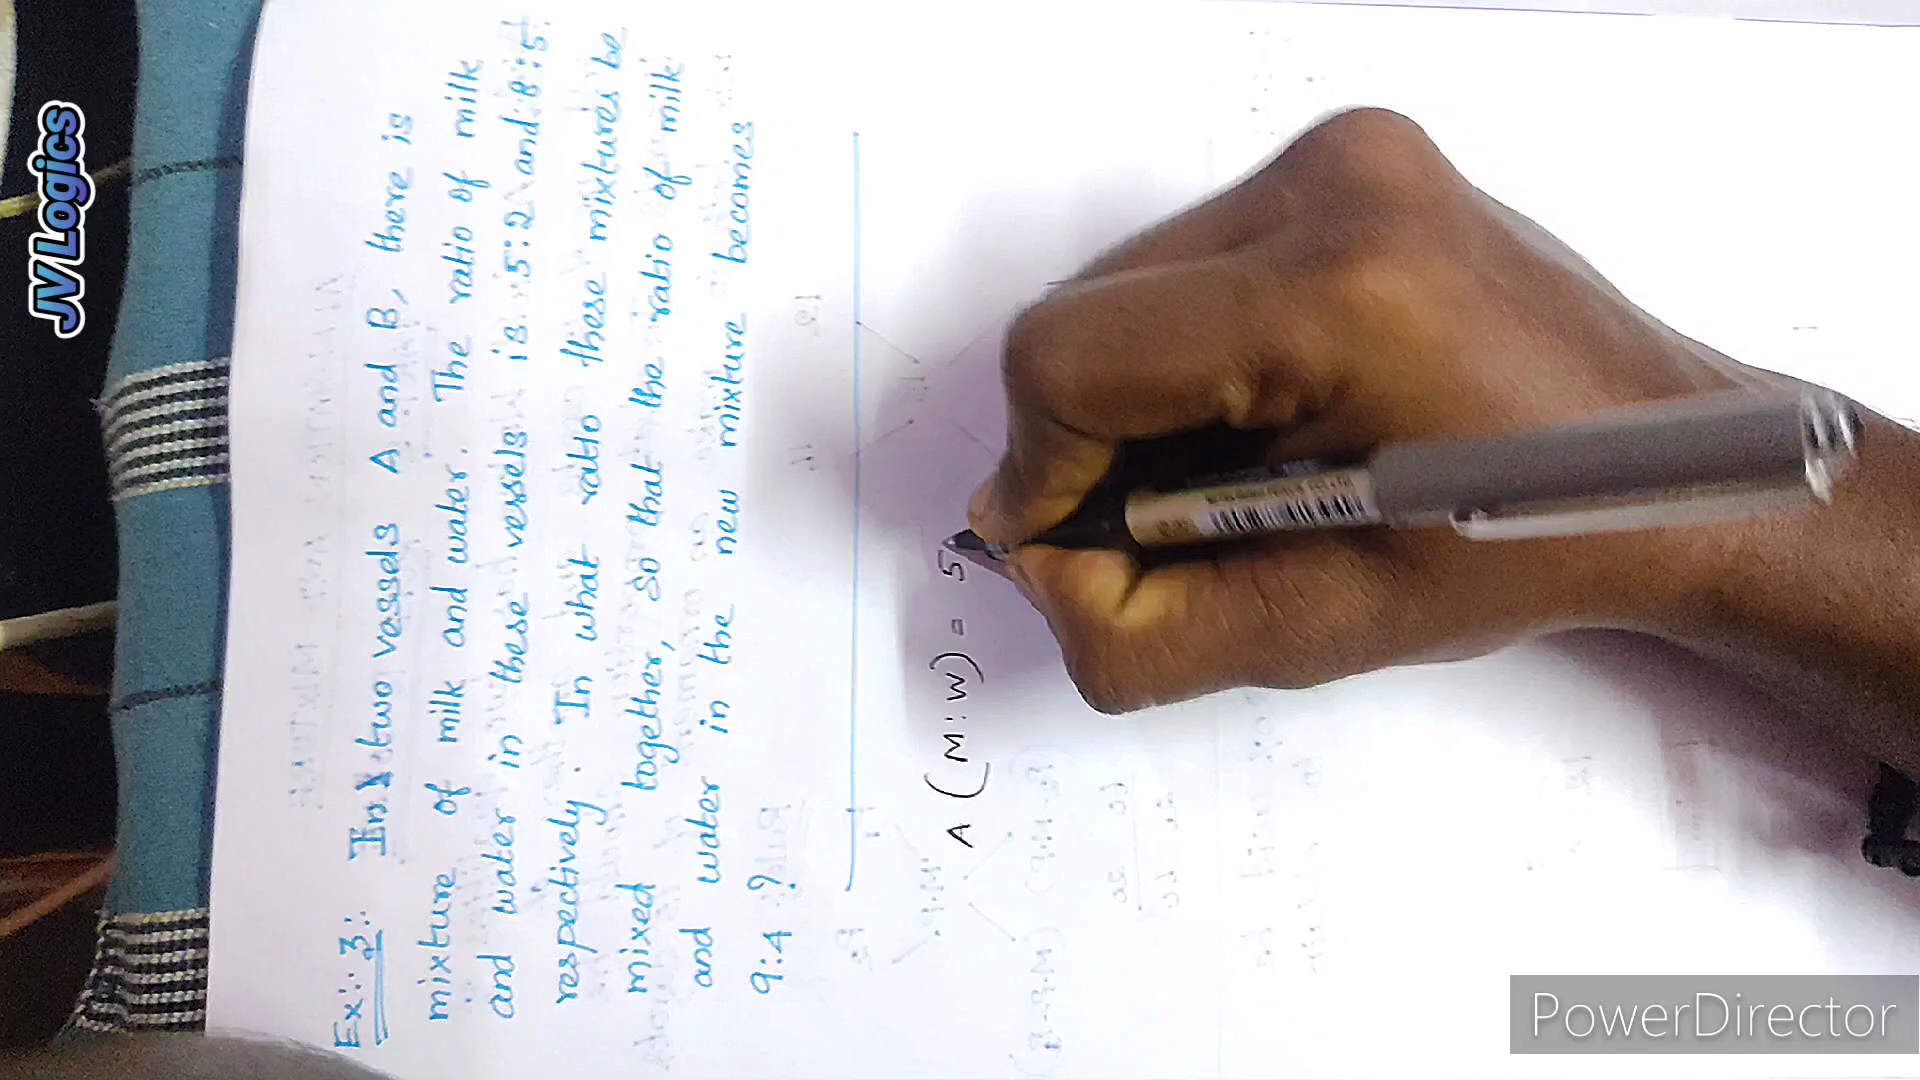 JV Logics
Ex:-3: In two vessels A and B, there is
mixture of milk and water. The ratio of milk
and water in these vessels is 5:2 and 8:5
respectively. In what ratio these mixtures be
mixed together, so that the ratio of milk
and water in the new mixture becomes
9:4 ?
A (M:W) = 5
PowerDirector